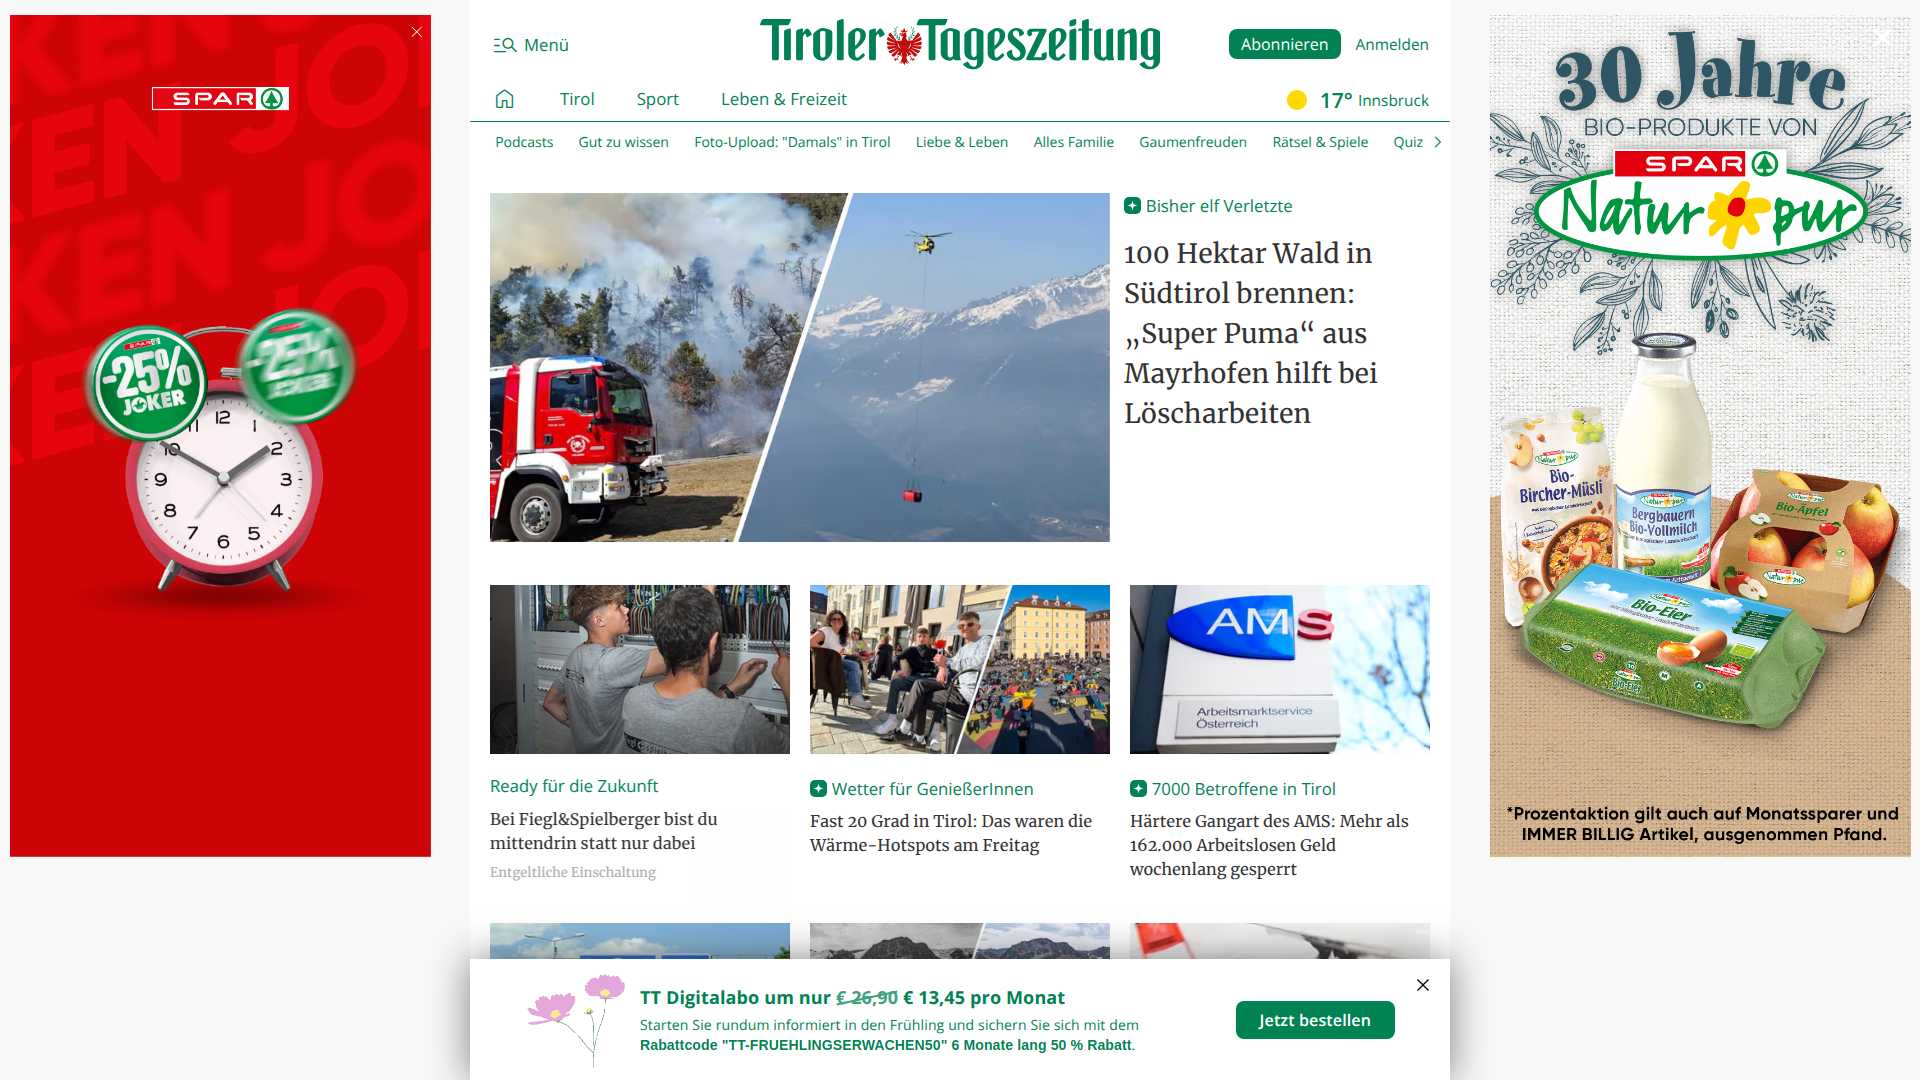 Menü
Tiroler Tageszeitung
Abonnieren
Anmelden
Tirol
Sport
Leben & Freizeit
17° Innsbruck
Podcasts
Gut zu wissen
Foto-Upload: "Damals" in Tirol
Liebe & Leben
Alles Familie
Gaumenfreuden
Rätsel & Spiele
Quiz
SPAR
-25%
JOKER
-25%
JOKER
12
1
2
3
4
5
6
7
8
9
10
11
Bisher elf Verletzte
100 Hektar Wald in
Südtirol brennen:
„Super Puma“ aus
Mayrhofen hilft bei
Löscharbeiten
AMS
Arbeitsmarktservice
Österreich
Ready für die Zukunft
Bei Fiegl&Spielberger bist du
mittendrin statt nur dabei
Entgeltliche Einschaltung
Wetter für GenießerInnen
Fast 20 Grad in Tirol: Das waren die
Wärme-Hotspots am Freitag
7000 Betroffene in Tirol
Härtere Gangart des AMS: Mehr als
162.000 Arbeitslosen Geld
wochenlang gesperrt
TT Digitalabo um nur € 26,90 € 13,45 pro Monat
Starten Sie rundum informiert in den Frühling und sichern Sie sich mit dem
Rabattcode "TT-FRUEHLINGSERWACHEN50" 6 Monate lang 50 % Rabatt.
Jetzt bestellen
30 Jahre
BIO-PRODUKTE VON
SPAR
Natur pur
Bio-
Bircher-Müsli
Bergbauern
Bio-Vollmilch
Bio-Äpfel
Bio-Eier
*Prozentaktion gilt auch auf Monatssparer und
IMMER BILLIG Artikel, ausgenommen Pfand.